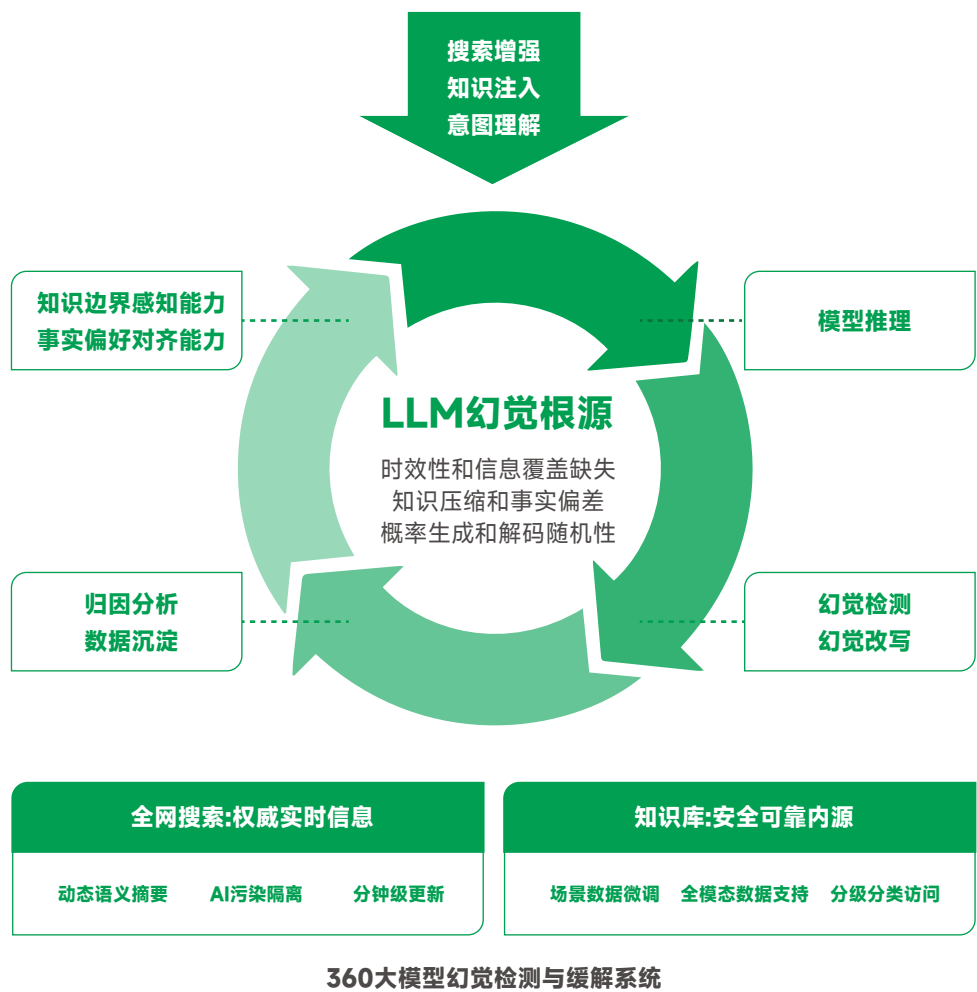 搜索增强
知识注入
意图理解
知识边界感知能力
事实偏好对齐能力
模型推理
LLM幻觉根源
时效性和信息覆盖缺失
知识压缩和事实偏差
概率生成和解码随机性
归因分析
数据沉淀
幻觉检测
幻觉改写
全网搜索:权威实时信息
动态语义摘要 AI污染隔离 分钟级更新
知识库:安全可靠内源
场景数据微调 全模态数据支持 分级分类访问
360大模型幻觉检测与缓解系统